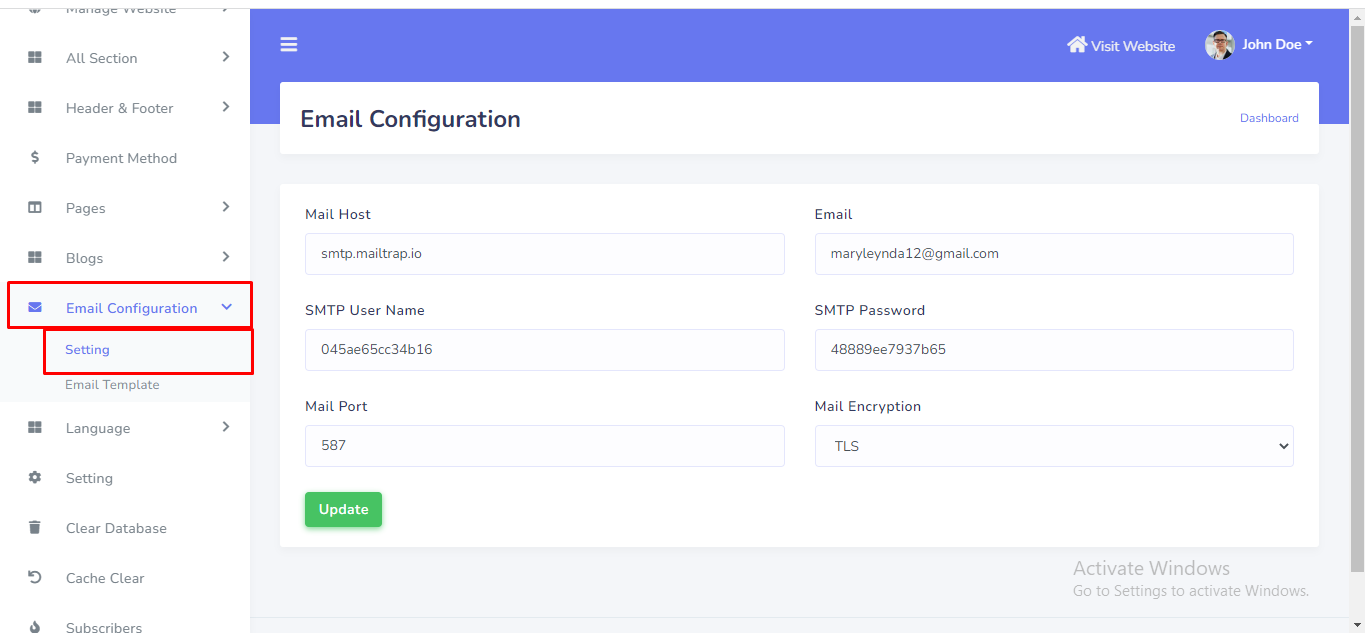 Manage Website
All Section
Header & Footer
Payment Method
Pages
Blogs
Email Configuration
Setting
Email Template
Language
Setting
Clear Database
Cache Clear
Subscribers
Visit Website
John Doe
Email Configuration
Dashboard
Mail Host
Email
smtp.mailtrap.io
maryleynda12@gmail.com
SMTP User Name
SMTP Password
045ae65cc34b16
48889ee7937b65
Mail Port
Mail Encryption
587
TLS
Update
Activate Windows
Go to Settings to activate Windows.